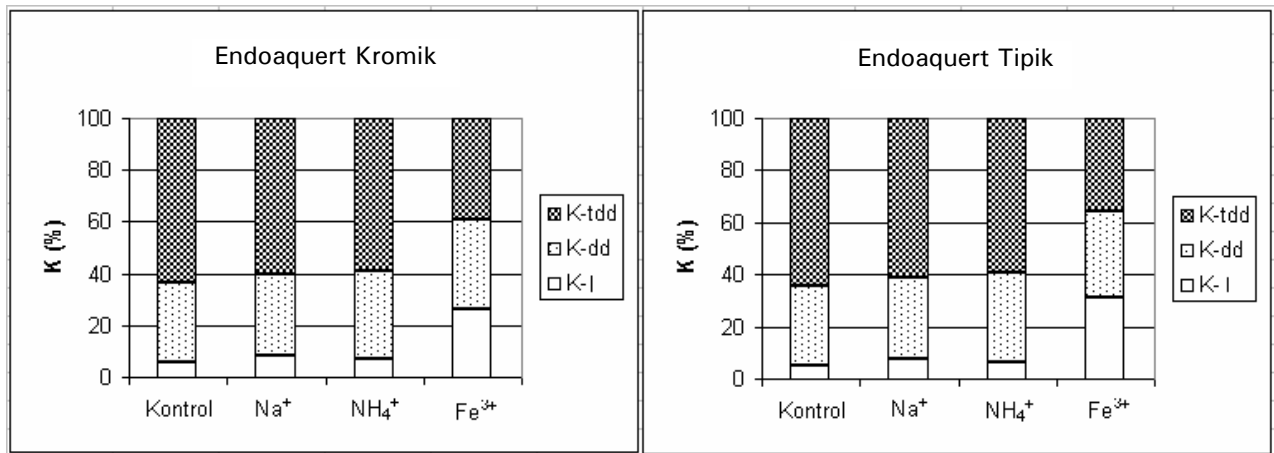 Endoaquert Kromik
K (%)
100
80
60
40
20
0
Kontrol Na⁺ NH₄⁺ Fe³⁺
K-tdd
K-dd
K-l
Endoaquert Tipik
K (%)
100
80
60
40
20
0
Kontrol Na⁺ NH₄⁺ Fe³⁺
K-tdd
K-dd
K-l